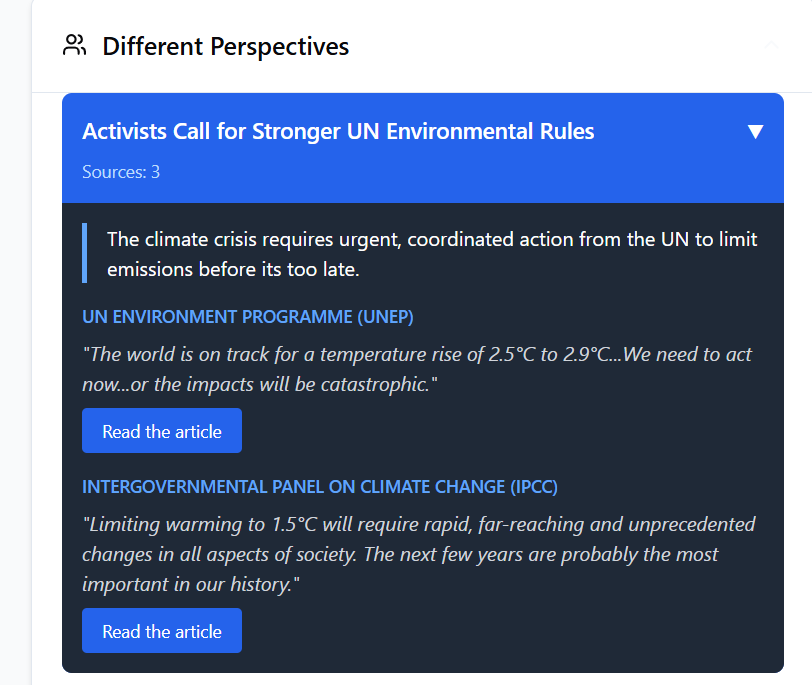 Different Perspectives
Activists Call for Stronger UN Environmental Rules
Sources: 3
The climate crisis requires urgent, coordinated action from the UN to limit
emissions before its too late.
UN ENVIRONMENT PROGRAMME (UNEP)
"The world is on track for a temperature rise of 2.5°C to 2.9°C...We need to act
now...or the impacts will be catastrophic."
Read the article
INTERGOVERNMENTAL PANEL ON CLIMATE CHANGE (IPCC)
"Limiting warming to 1.5°C will require rapid, far-reaching and unprecedented
changes in all aspects of society. The next few years are probably the most
important in our history."
Read the article